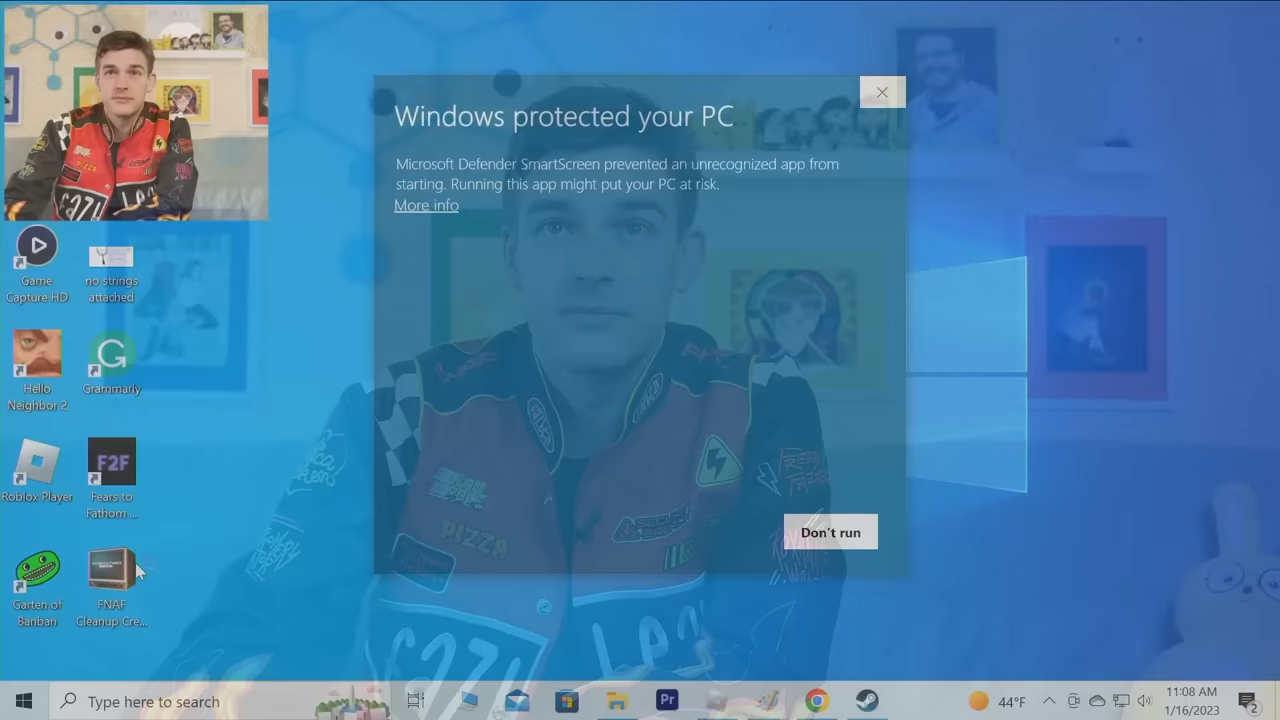 Windows protected your PC
Microsoft Defender SmartScreen prevented an unrecognized app from
starting. Running this app might put your PC at risk.
More info
Don't run
Game
Capture HD
no strings
attached
Hello
Neighbor 2
G
Grammarly
Roblox Player
F2F
Fears to
Fathom ...
Garten of
Banban
FNAF
Cleanup Cre...
PIZZA
PIZZA
Type here to search
Pr
44°F
11:08 AM
1/16/2023
2